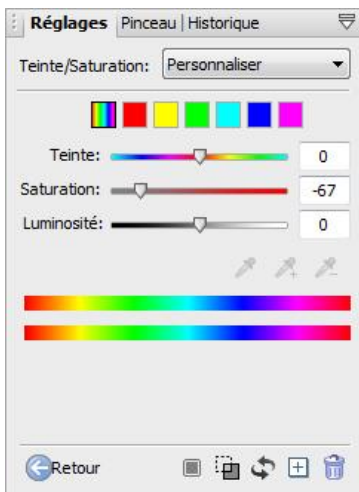 Réglages Pinceau | Historique
Teinte/Saturation: Personnaliser
Teinte: 0
Saturation: -67
Luminosité: 0
Retour